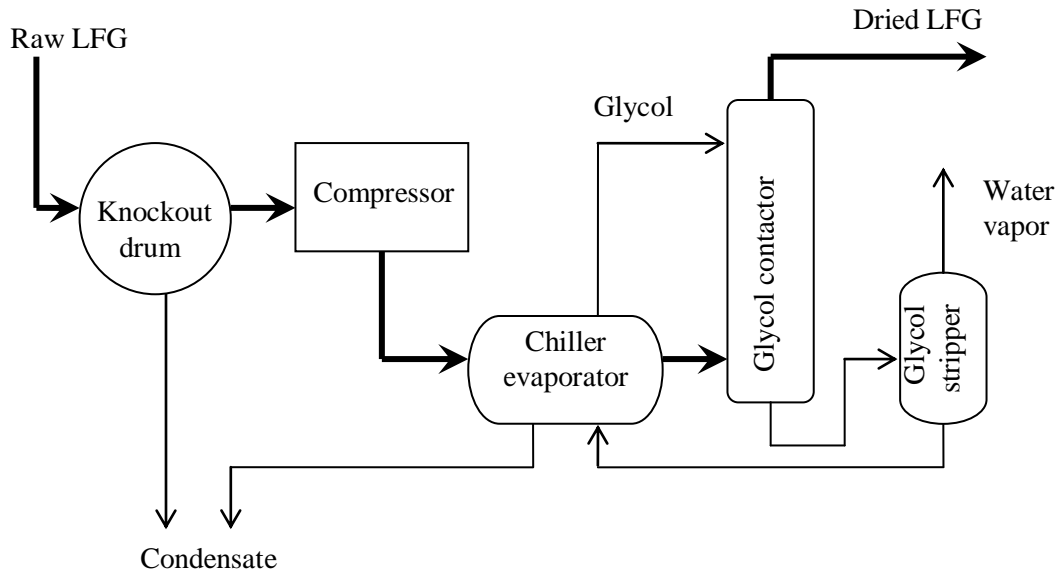 Raw LFG
Dried LFG
Glycol
Knockout
drum
Compressor
Glycol contactor
Water
vapor
Glycol
stripper
Chiller
evaporator
Condensate